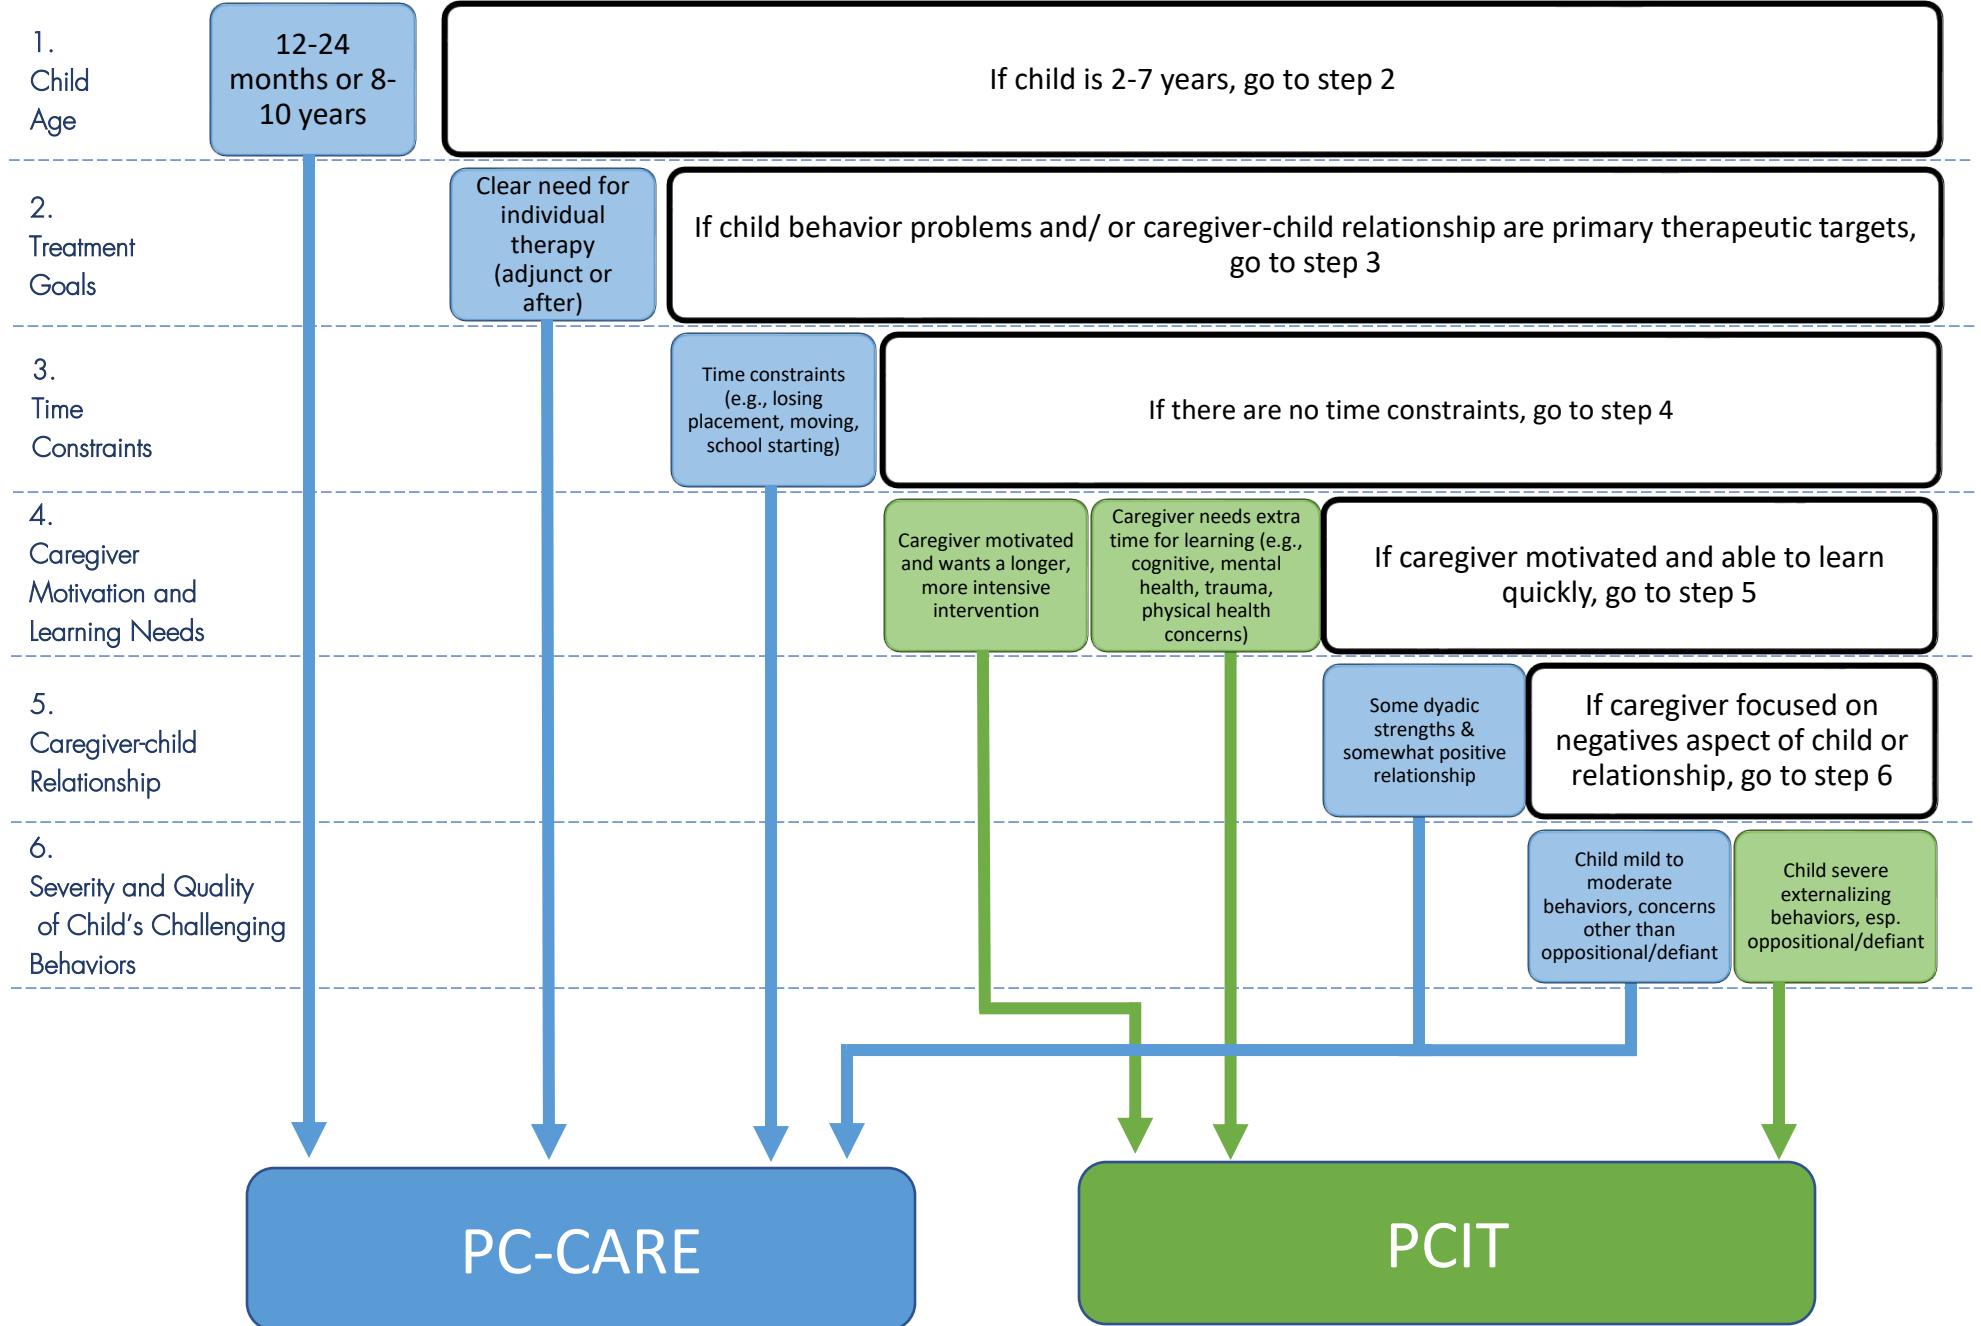 1.
Child
Age
12-24
months or 8-
10 years
If child is 2-7 years, go to step 2
2.
Treatment
Goals
Clear need for
individual
therapy
(adjunct or
after)
If child behavior problems and/ or caregiver-child relationship are primary therapeutic targets,
go to step 3
3.
Time
Constraints
Time constraints
(e.g., losing
placement, moving,
school starting)
If there are no time constraints, go to step 4
4.
Caregiver
Motivation and
Learning Needs
Caregiver motivated
and wants a longer,
more intensive
intervention
Caregiver needs extra
time for learning (e.g.,
cognitive, mental
health, trauma,
physical health
concerns)
If caregiver motivated and able to learn
quickly, go to step 5
5.
Caregiver-child
Relationship
Some dyadic
strengths &
somewhat positive
relationship
If caregiver focused on
negatives aspect of child or
relationship, go to step 6
6.
Severity and Quality
of Child's Challenging
Behaviors
Child mild to
moderate
behaviors, concerns
other than
oppositional/defiant
Child severe
externalizing
behaviors, esp.
oppositional/defiant
PC-CARE
PCIT